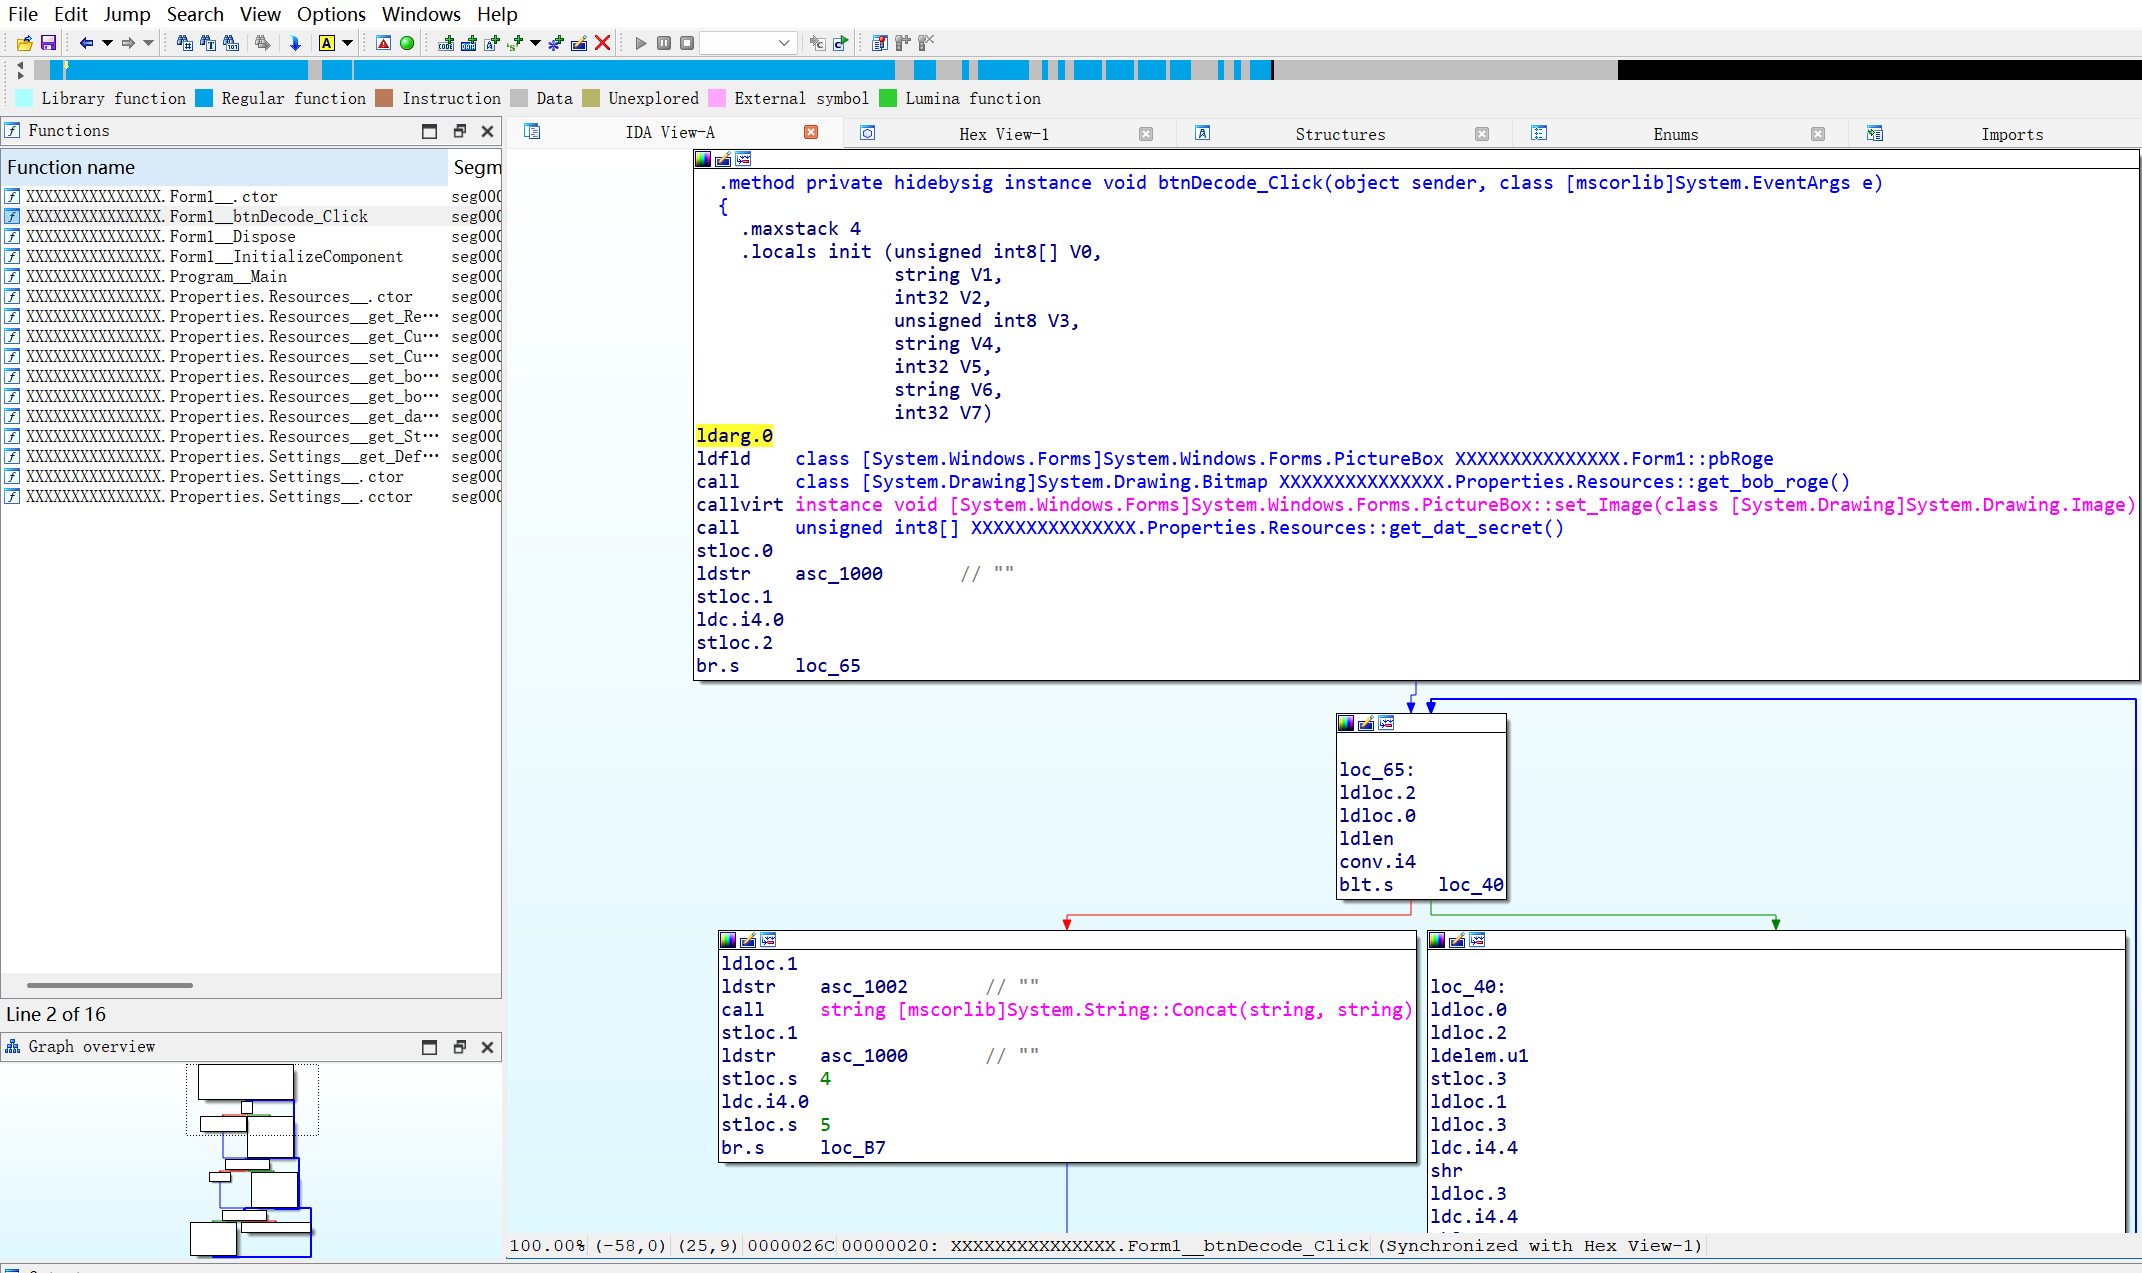 File Edit Jump Search View Options Windows Help
Library function Regular function Instruction Data Unexplored External symbol Lumina function
Functions
Function name Segm
XXXXXXXXXXXXXXX.Form1__.ctor seg000
XXXXXXXXXXXXXXX.Form1__btnDecode_Click seg000
XXXXXXXXXXXXXXX.Form1__Dispose seg000
XXXXXXXXXXXXXXX.Form1__InitializeComponent seg000
XXXXXXXXXXXXXXX.Program__Main seg000
XXXXXXXXXXXXXXX.Properties.Resources__.ctor seg000
XXXXXXXXXXXXXXX.Properties.Resources__get_Re… seg000
XXXXXXXXXXXXXXX.Properties.Resources__get_Cu… seg000
XXXXXXXXXXXXXXX.Properties.Resources__set_Cu… seg000
XXXXXXXXXXXXXXX.Properties.Resources__get_bo… seg000
XXXXXXXXXXXXXXX.Properties.Resources__get_bo… seg000
XXXXXXXXXXXXXXX.Properties.Resources__get_da… seg000
XXXXXXXXXXXXXXX.Properties.Resources__get_St… seg000
XXXXXXXXXXXXXXX.Properties.Settings__get_Def… seg000
XXXXXXXXXXXXXXX.Properties.Settings__.ctor seg000
XXXXXXXXXXXXXXX.Properties.Settings__.cctor seg000
Line 2 of 16
Graph overview
IDA View-A Hex View-1 Structures Enums Imports
.method private hidebysig instance void btnDecode_Click(object sender, class [mscorlib]System.EventArgs e)
{
.maxstack 4
.locals init (unsigned int8[] V0,
string V1,
int32 V2,
unsigned int8 V3,
string V4,
int32 V5,
string V6,
int32 V7)
ldarg.0
ldfld class [System.Windows.Forms]System.Windows.Forms.PictureBox XXXXXXXXXXXXXXX.Form1::pbRoge
call class [System.Drawing]System.Drawing.Bitmap XXXXXXXXXXXXXXX.Properties.Resources::get_bob_roge()
callvirt instance void [System.Windows.Forms]System.Windows.Forms.PictureBox::set_Image(class [System.Drawing]System.Drawing.Image)
call unsigned int8[] XXXXXXXXXXXXXXX.Properties.Resources::get_dat_secret()
stloc.0
ldstr asc_1000 // ""
stloc.1
ldc.i4.0
stloc.2
br.s loc_65
loc_65:
ldloc.2
ldloc.0
ldlen
conv.i4
blt.s loc_40
ldloc.1
ldstr asc_1002 // ""
call string [mscorlib]System.String::Concat(string, string)
stloc.1
ldstr asc_1000 // ""
stloc.s 4
ldc.i4.0
stloc.s 5
br.s loc_B7
loc_40:
ldloc.0
ldloc.2
ldelem.u1
stloc.3
ldloc.1
ldloc.3
ldc.i4.4
shr
ldloc.3
ldc.i4.4
100.00% (-58,0) (25,9) 0000026C 00000020: XXXXXXXXXXXXXXX.Form1__btnDecode_Click (Synchronized with Hex View-1)